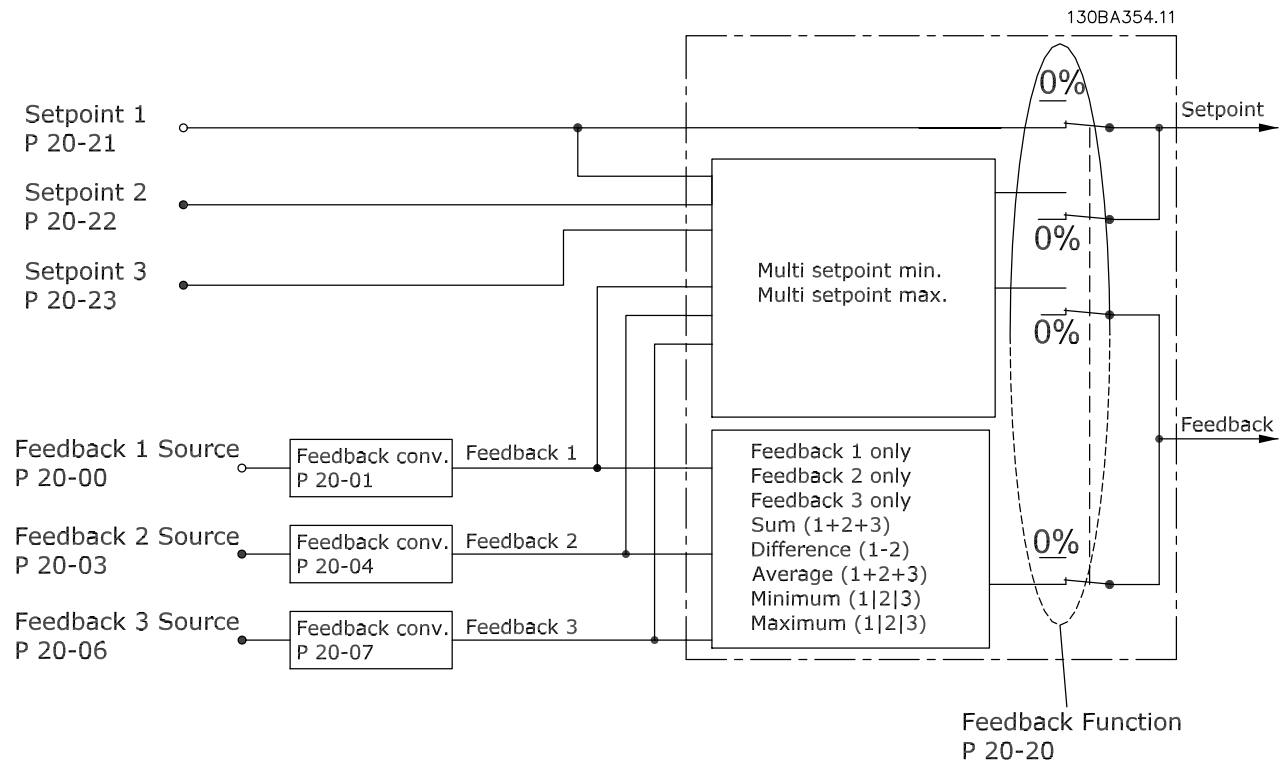 130BA354.11
0%
Setpoint 1
P 20-21
Setpoint
Setpoint 2
P 20-22
0%
Setpoint 3
P 20-23
Multi setpoint min.
Multi setpoint max.
0%
Feedback
Feedback 1 Source
P 20-00
Feedback conv.
P 20-01
Feedback 1
Feedback 1 only
Feedback 2 only
Feedback 3 only
Sum (1+2+3)
Difference (1-2)
Average (1+2+3)
Minimum (1|2|3)
Maximum (1|2|3)
0%
Feedback 2 Source
P 20-03
Feedback conv.
P 20-04
Feedback 2
Feedback 3 Source
P 20-06
Feedback conv.
P 20-07
Feedback 3
Feedback Function
P 20-20